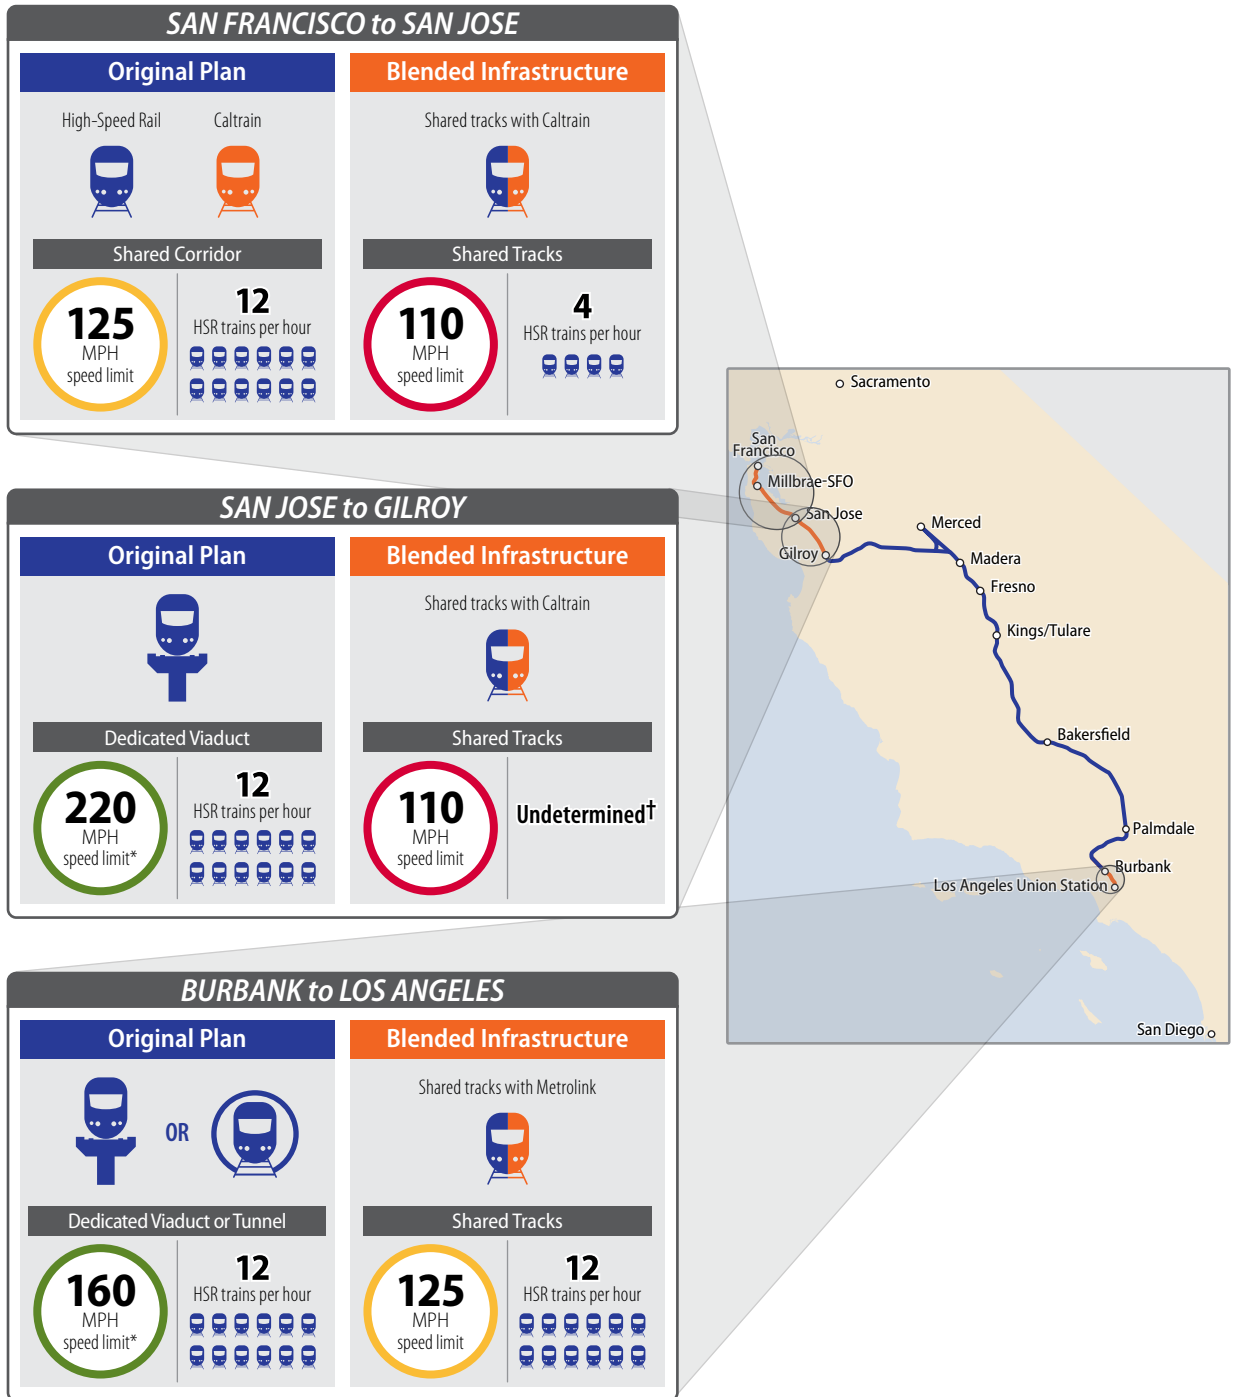 SAN FRANCISCO to SAN JOSE
Original Plan
High-Speed Rail
Caltrain
Shared Corridor
125
MPH
speed limit
12
HSR trains per hour
Blended Infrastructure
Shared tracks with Caltrain
Shared Tracks
110
MPH
speed limit
4
HSR trains per hour
SAN JOSE to GILROY
Original Plan
Dedicated Viaduct
220
MPH
speed limit*
12
HSR trains per hour
Blended Infrastructure
Shared tracks with Caltrain
Shared Tracks
110
MPH
speed limit
Undetermined†
BURBANK to LOS ANGELES
Original Plan
OR
Dedicated Viaduct or Tunnel
160
MPH
speed limit*
12
HSR trains per hour
Blended Infrastructure
Shared tracks with Metrolink
Shared Tracks
125
MPH
speed limit
12
HSR trains per hour
Sacramento
San
Francisco
Millbrae-SFO
San Jose
Gilroy
Merced
Madera
Fresno
Kings/Tulare
Bakersfield
Palmdale
Burbank
Los Angeles Union Station
San Diego